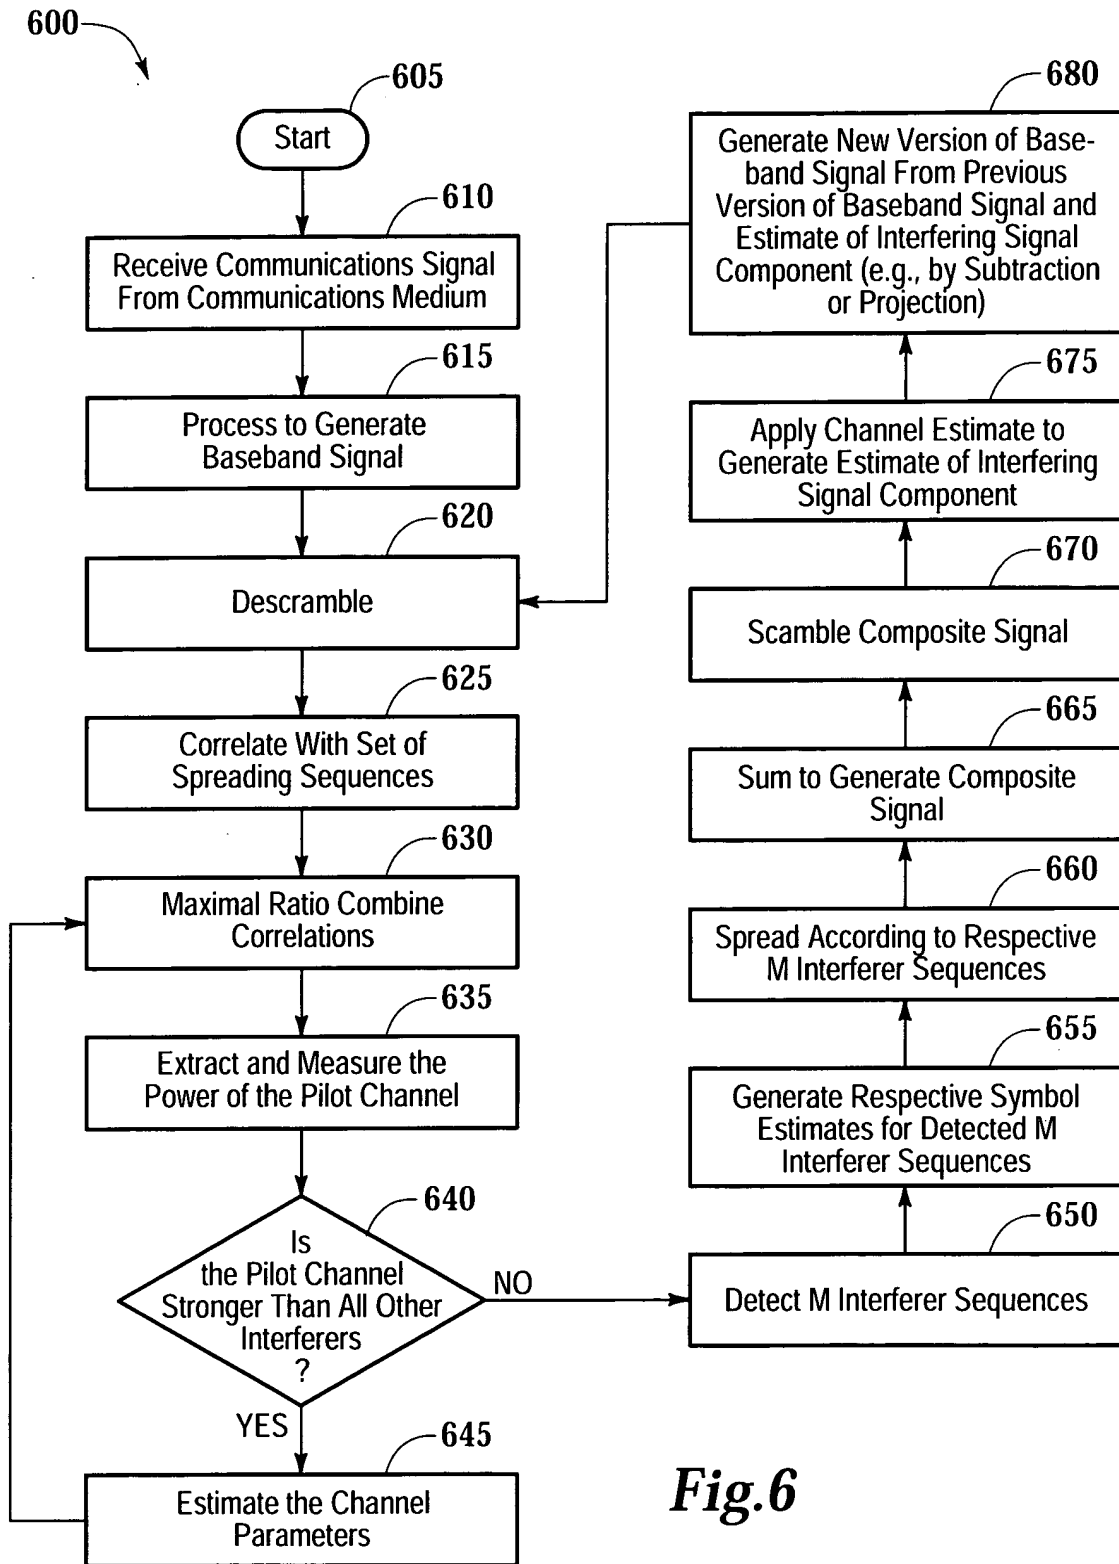 600
605
Start
610
Receive Communications Signal
From Communications Medium
615
Process to Generate
Baseband Signal
620
Descramble
625
Correlate With Set of
Spreading Sequences
630
Maximal Ratio Combine
Correlations
635
Extract and Measure the
Power of the Pilot Channel
640
Is
the Pilot Channel
Stronger Than All Other
Interferers
?
NO
YES
645
Estimate the Channel
Parameters
650
Detect M Interferer Sequences
655
Generate Respective Symbol
Estimates for Detected M
Interferer Sequences
660
Spread According to Respective
M Interferer Sequences
665
Sum to Generate Composite
Signal
670
Scamble Composite Signal
675
Apply Channel Estimate to
Generate Estimate of Interfering
Signal Component
680
Generate New Version of Base-
band Signal From Previous
Version of Baseband Signal and
Estimate of Interfering Signal
Component (e.g., by Subtraction
or Projection)
Fig.6